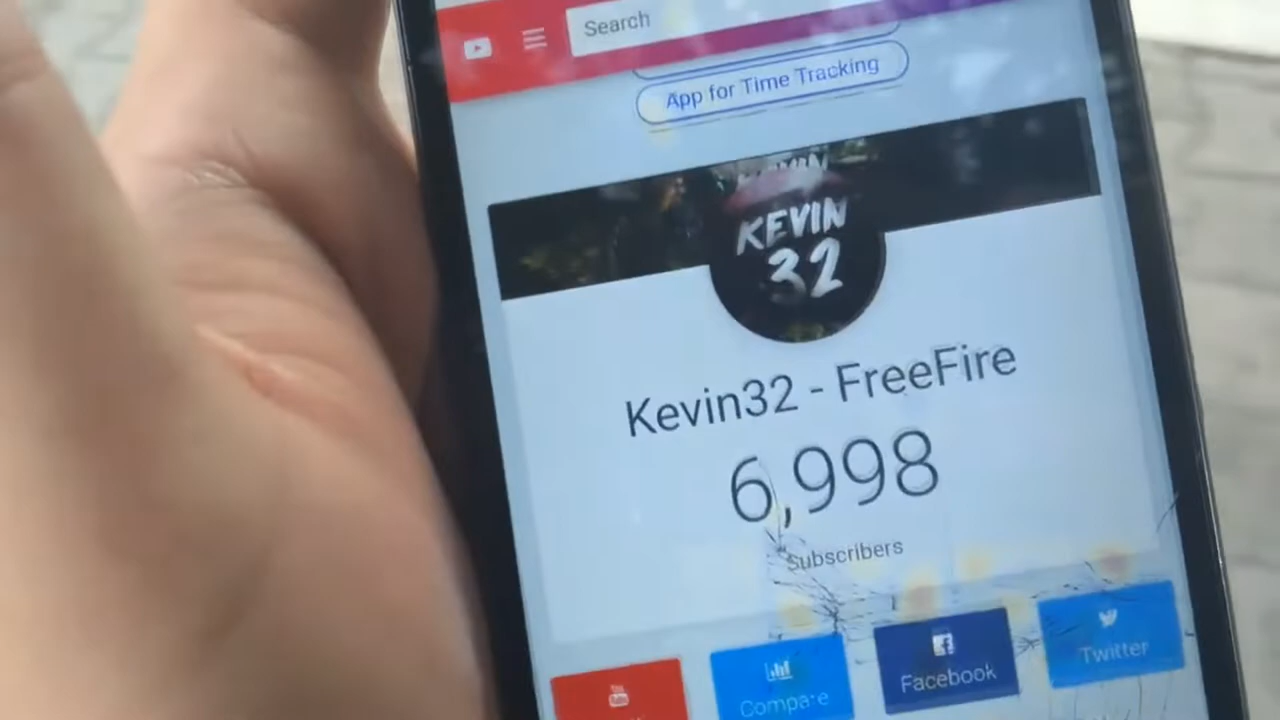 Search
App for Time Tracking
KEVIN
32
Kevin32 - FreeFire
6,998
Subscribers
Compare
Facebook
Twitter